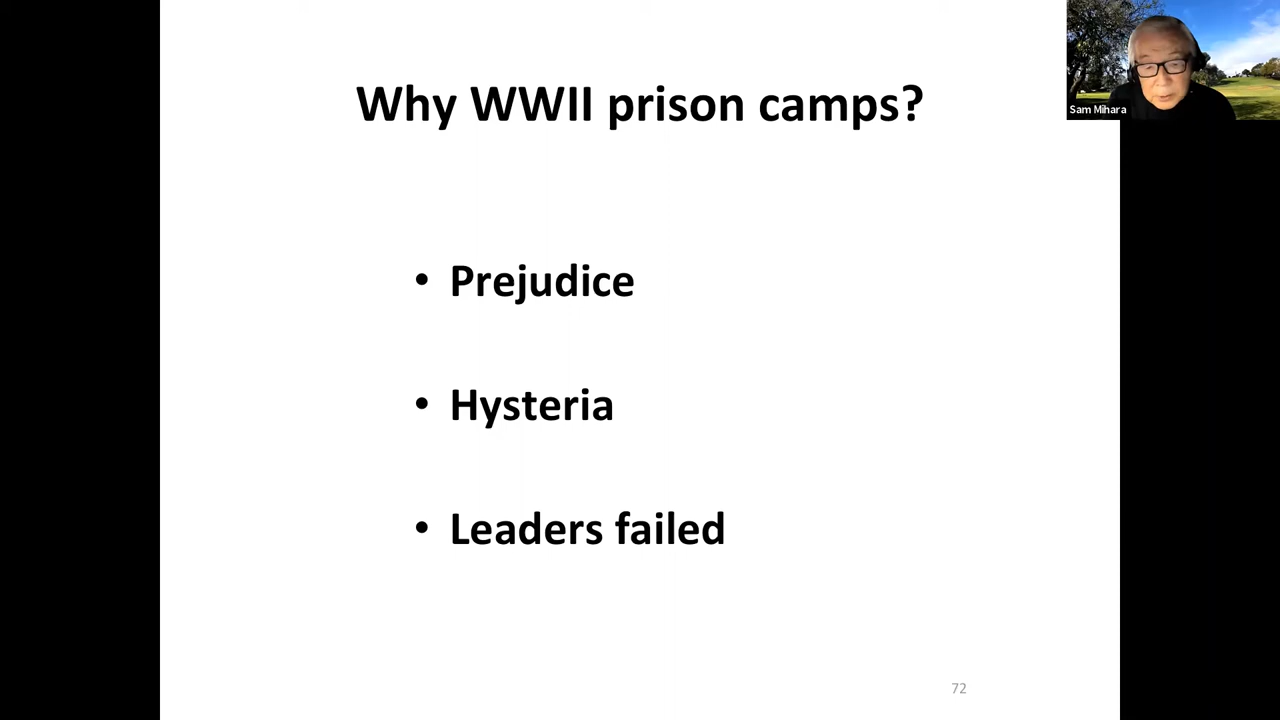 Why WWII prison camps?
Sam Mihara
• Prejudice
• Hysteria
• Leaders failed
72